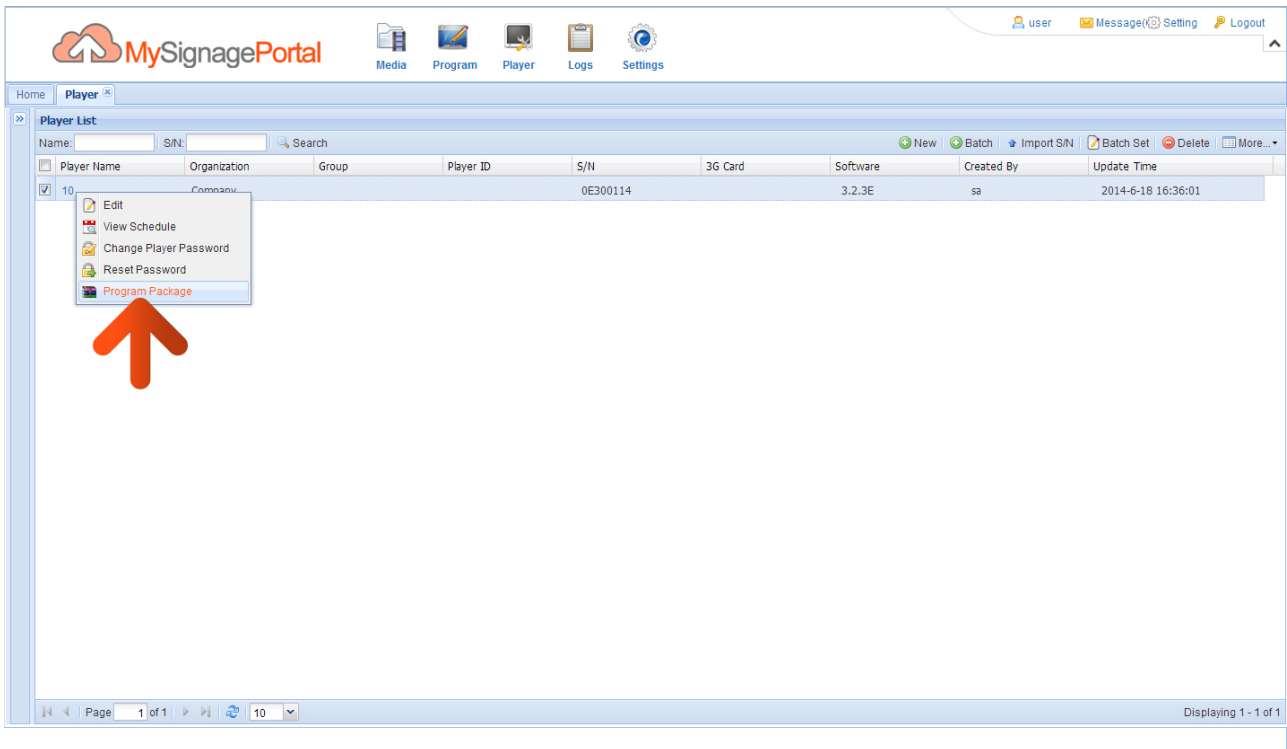 user Message( Setting Logout
MySignagePortal
Media Program Player Logs Settings
Home Player
Player List
Name: S/N: Search New Batch Import S/N Batch Set Delete More...
Player Name Organization Group Player ID S/N 3G Card Software Created By Update Time
10 Company 0E300114 3.2.3E sa 2014-6-18 16:36:01
Edit
View Schedule
Change Player Password
Reset Password
Program Package
Page 1 of 1 10 Displaying 1 - 1 of 1